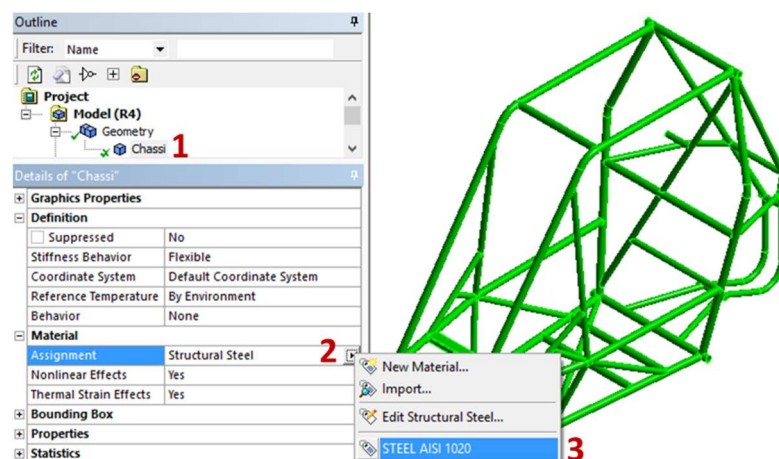 Outline
Filter: Name
Project
Model (R4)
Geometry
Chassi 1
Details of "Chassi"
Graphics Properties
Definition
Suppressed No
Stiffness Behavior Flexible
Coordinate System Default Coordinate System
Reference Temperature By Environment
Behavior None
Material
Assignment Structural Steel 2
Nonlinear Effects Yes
Thermal Strain Effects Yes
Bounding Box
Properties
Statistics
New Material...
Import...
Edit Structural Steel...
STEEL AISI 1020 3